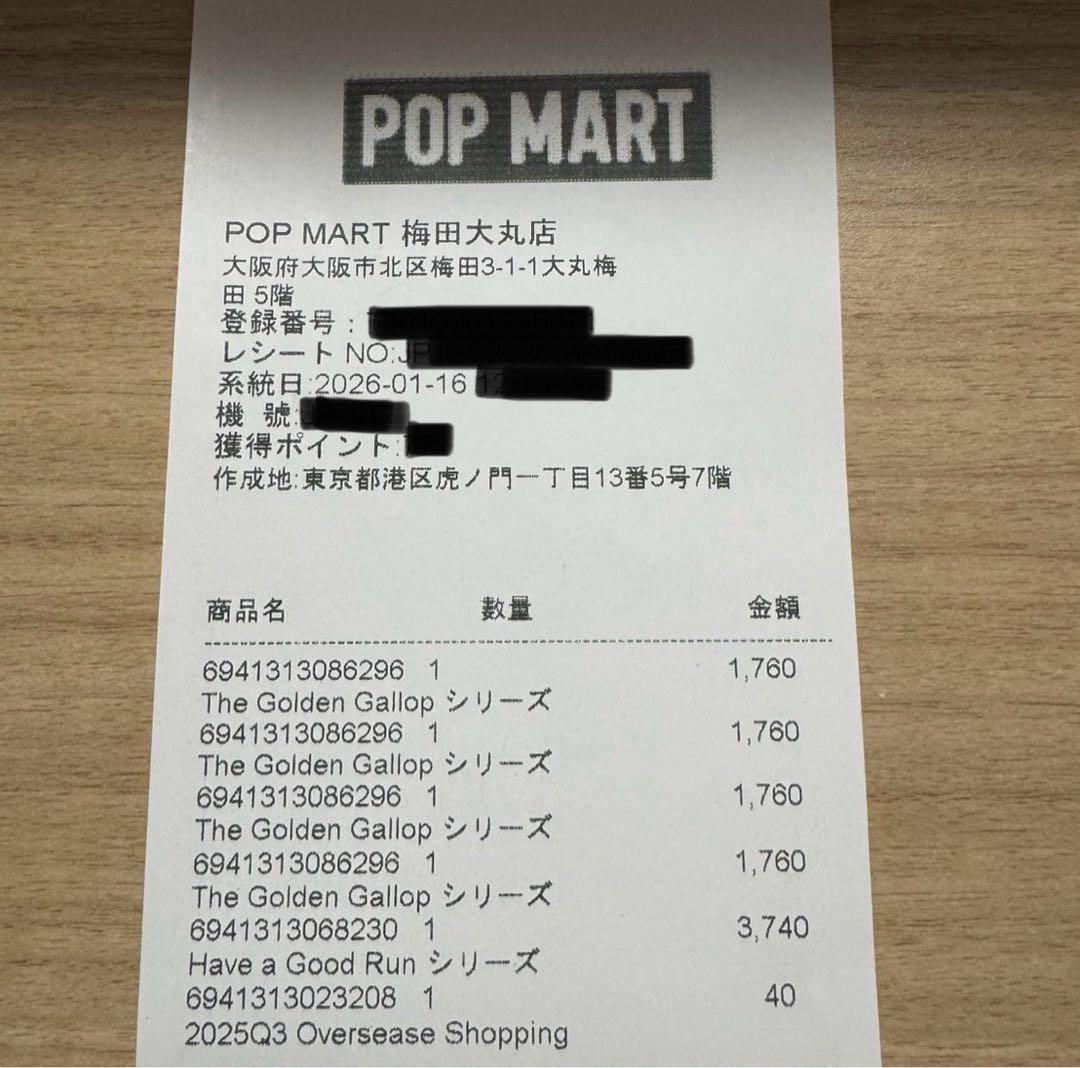 POP MART
POP MART 梅田大丸店
大阪府大阪市北区梅田3-1-1大丸梅
田 5階
登録番号：
レシート NO:JP
系統日:2026-01-16
機 號:
獲得ポイント:
作成地:東京都港区虎ノ門一丁目13番5号7階
商品名 數量 金額
6941313086296 1 1,760
The Golden Gallop シリーズ
6941313086296 1 1,760
The Golden Gallop シリーズ
6941313086296 1 1,760
The Golden Gallop シリーズ
6941313086296 1 1,760
The Golden Gallop シリーズ
6941313068230 1 3,740
Have a Good Run シリーズ
6941313023208 1 40
2025Q3 Oversease Shopping